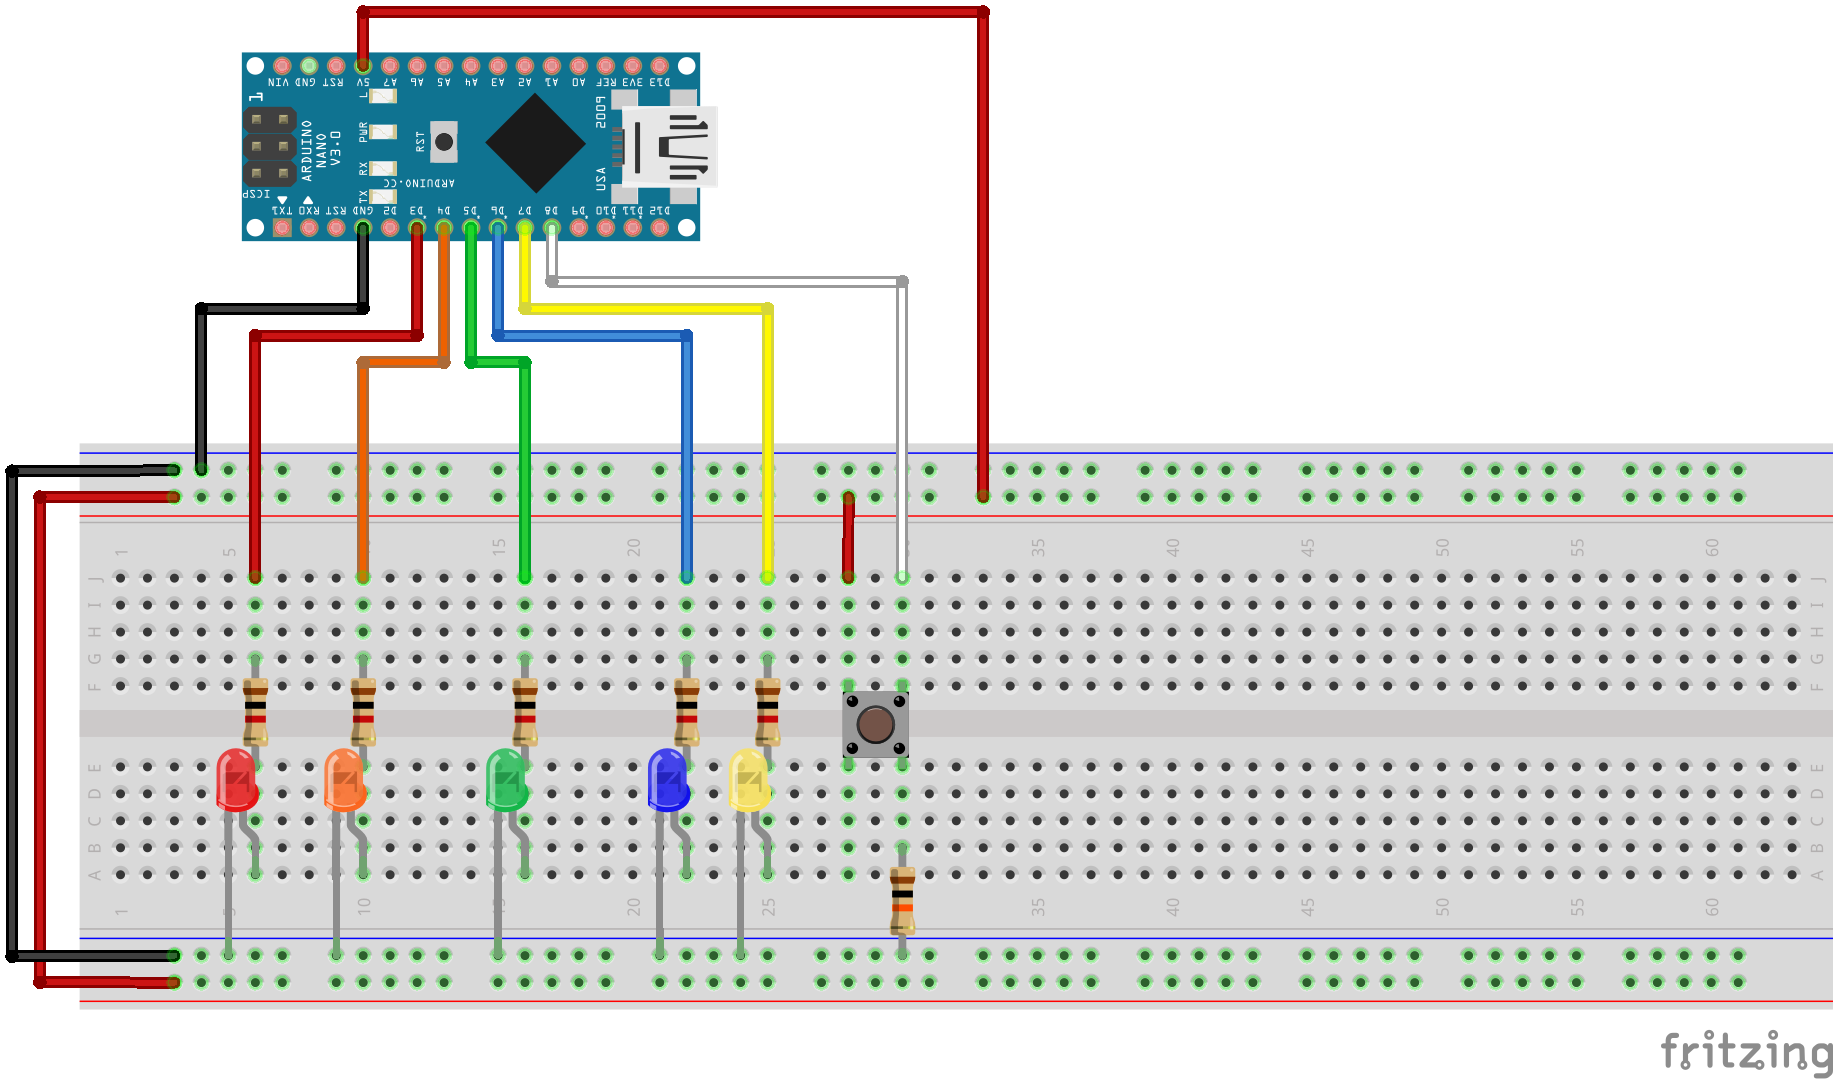 VIN GND RST 5V A7 A6 A5 A4 A3 A2 A1 A0 REF 3V3 D13
1
L
PWR
RX
TX
RST
ARDUINO
NANO
V3.0
ICSP
ARDUINO.CC
USA
2009
TX1 RX0 RST GND D2 D3 D4 D5 D6 D7 D8 D9 D10 D11 D12
1 5 10 15 20 25 30 35 40 45 50 55 60
J J
I I
H H
G G
F F
E E
D D
C C
B B
A A
1 5 10 15 20 25 35 40 45 50 55 60
fritzing